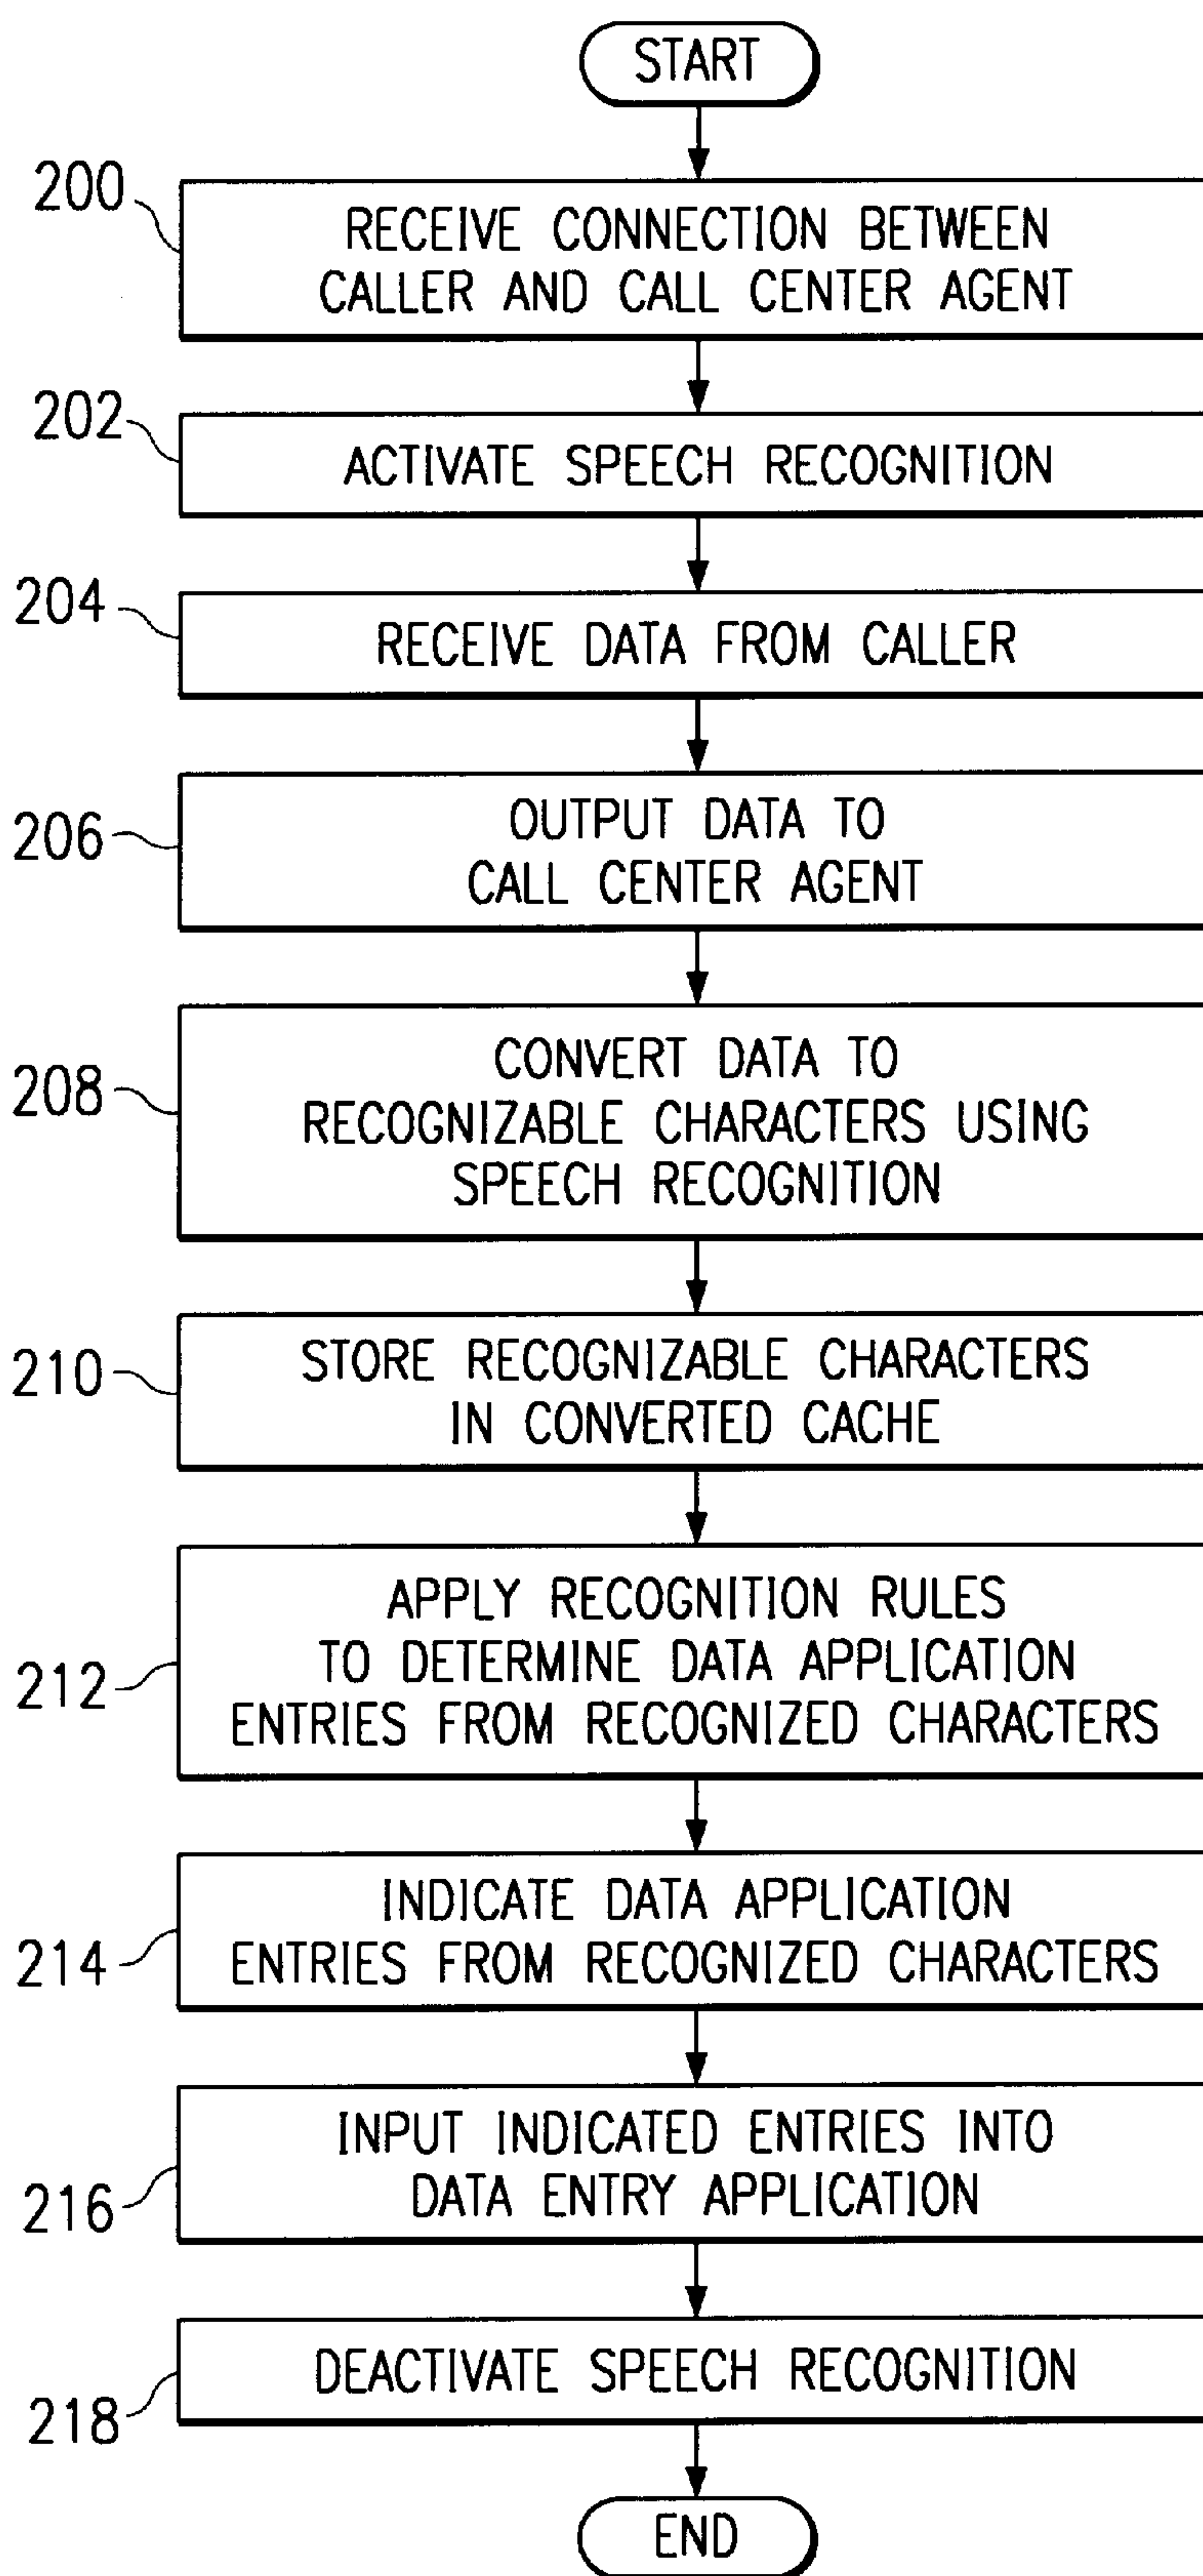 START
200
RECEIVE CONNECTION BETWEEN
CALLER AND CALL CENTER AGENT
202
ACTIVATE SPEECH RECOGNITION
204
RECEIVE DATA FROM CALLER
206
OUTPUT DATA TO
CALL CENTER AGENT
208
CONVERT DATA TO
RECOGNIZABLE CHARACTERS USING
SPEECH RECOGNITION
210
STORE RECOGNIZABLE CHARACTERS
IN CONVERTED CACHE
212
APPLY RECOGNITION RULES
TO DETERMINE DATA APPLICATION
ENTRIES FROM RECOGNIZED CHARACTERS
214
INDICATE DATA APPLICATION
ENTRIES FROM RECOGNIZED CHARACTERS
216
INPUT INDICATED ENTRIES INTO
DATA ENTRY APPLICATION
218
DEACTIVATE SPEECH RECOGNITION
END